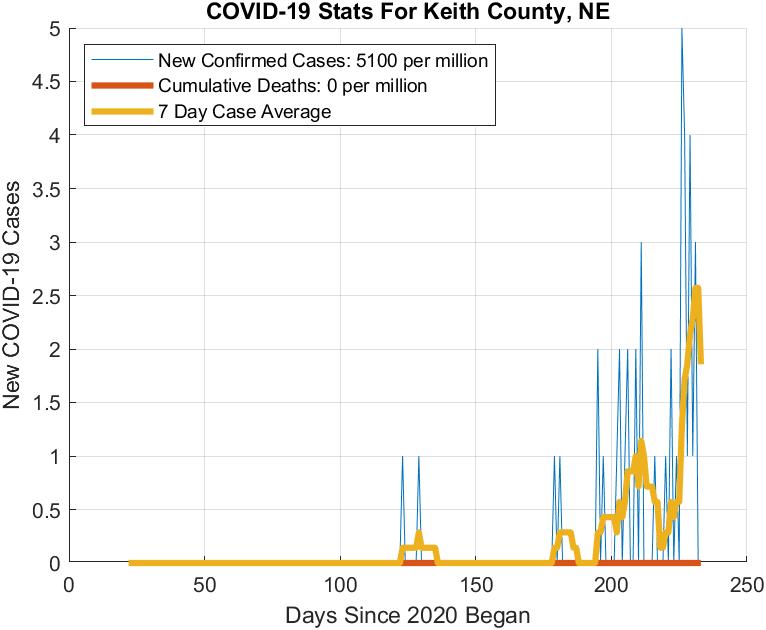 COVID-19 Stats For Keith County, NE
New Confirmed Cases: 5100 per million
Cumulative Deaths: 0 per million
7 Day Case Average
New COVID-19 Cases
5
4.5
4
3.5
3
2.5
2
1.5
1
0.5
0
0 50 100 150 200 250
Days Since 2020 Began